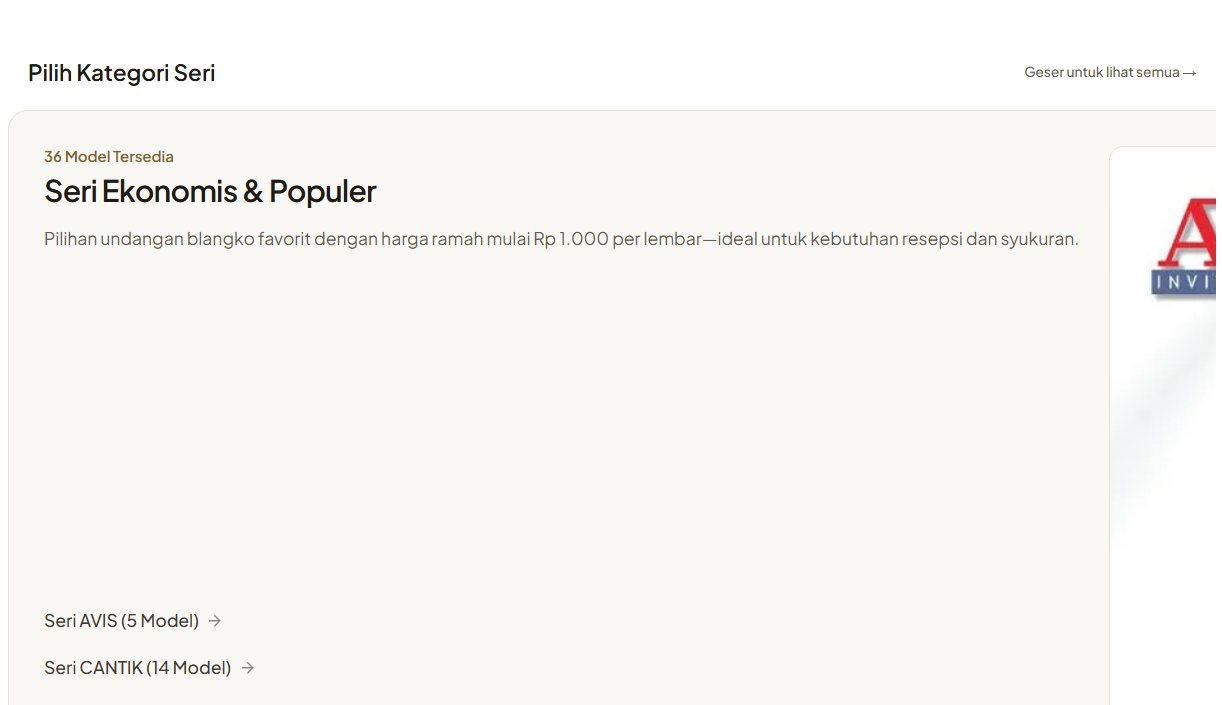 Pilih Kategori Seri
Geser untuk lihat semua →
36 Model Tersedia
Seri Ekonomis & Populer
Pilihan undangan blangko favorit dengan harga ramah mulai Rp 1.000 per lembar—ideal untuk kebutuhan resepsi dan syukuran.
A
INVI
Seri AVIS (5 Model) →
Seri CANTIK (14 Model) →